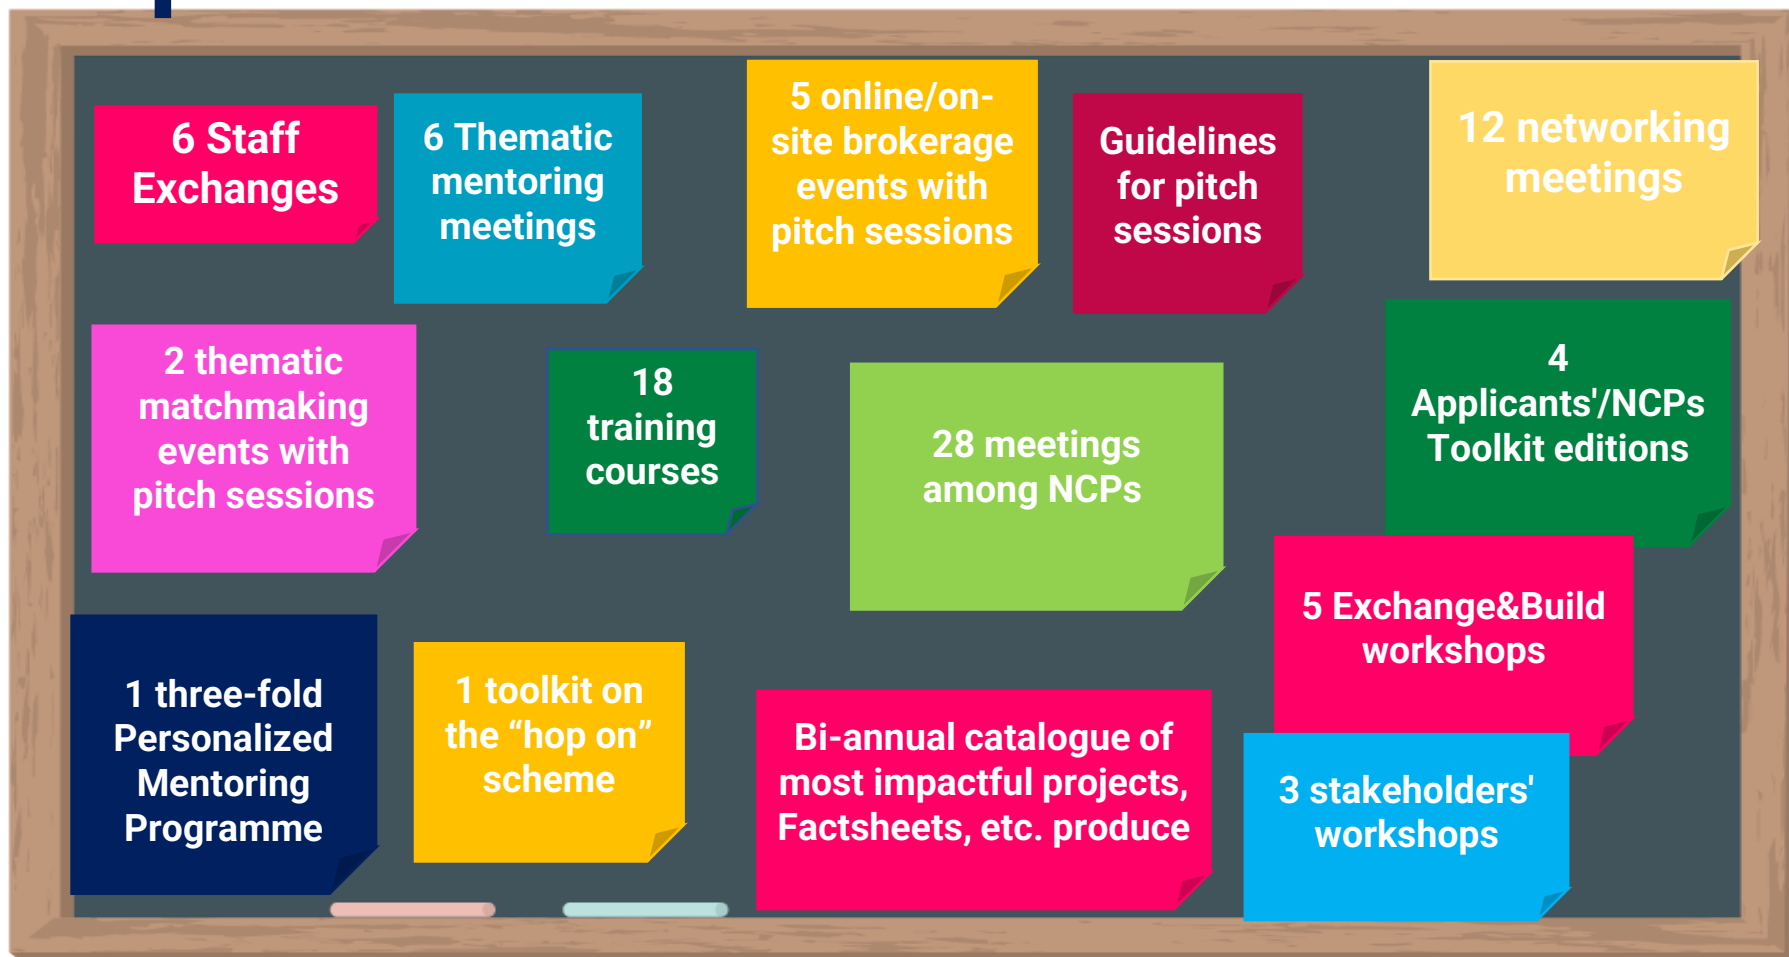 6 Staff
Exchanges
6 Thematic
mentoring
meetings
5 online/on-
site brokerage
events with
pitch sessions
Guidelines
for pitch
sessions
12 networking
meetings
2 thematic
matchmaking
events with
pitch sessions
18
training
courses
28 meetings
among NCPs
4
Applicants'/NCPs
Toolkit editions
5 Exchange&Build
workshops
1 three-fold
Personalized
Mentoring
Programme
1 toolkit on
the “hop on”
scheme
Bi-annual catalogue of
most impactful projects,
Factsheets, etc. produce
3 stakeholders'
workshops